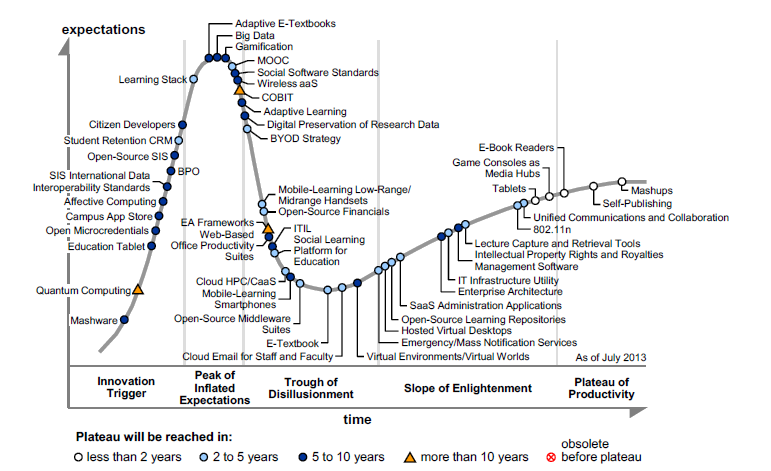 expectations
Adaptive E-Textbooks
Big Data
Gamification
MOOC
Social Software Standards
Wireless aaS
COBIT
Adaptive Learning
Digital Preservation of Research Data
BYOD Strategy
Learning Stack
Citizen Developers
Student Retention CRM
Open-Source SIS
BPO
SIS International Data
Interoperability Standards
Affective Computing
Campus App Store
Open Microcredentials
Education Tablet
Quantum Computing
Mashware
Mobile-Learning Low-Range/
Midrange Handsets
Open-Source Financials
EA Frameworks
Web-Based
Office Productivity
Suites
ITIL
Social Learning
Platform for
Education
Cloud HPC/CaaS
Mobile-Learning
Smartphones
Open-Source Middleware
Suites
E-Textbook
Cloud Email for Staff and Faculty
Virtual Environments/Virtual Worlds
Emergency/Mass Notification Services
Hosted Virtual Desktops
Open-Source Learning Repositories
SaaS Administration Applications
Enterprise Architecture
IT Infrastructure Utility
Intellectual Property Rights and Royalties
Management Software
Lecture Capture and Retrieval Tools
802.11n
Unified Communications and Collaboration
Tablets
Game Consoles as
Media Hubs
E-Book Readers
Self-Publishing
Mashups
As of July 2013
Innovation
Trigger
Peak of
Inflated
Expectations
Trough of
Disillusionment
Slope of Enlightenment
Plateau of
Productivity
time
Plateau will be reached in:
less than 2 years
2 to 5 years
5 to 10 years
more than 10 years
obsolete
before plateau